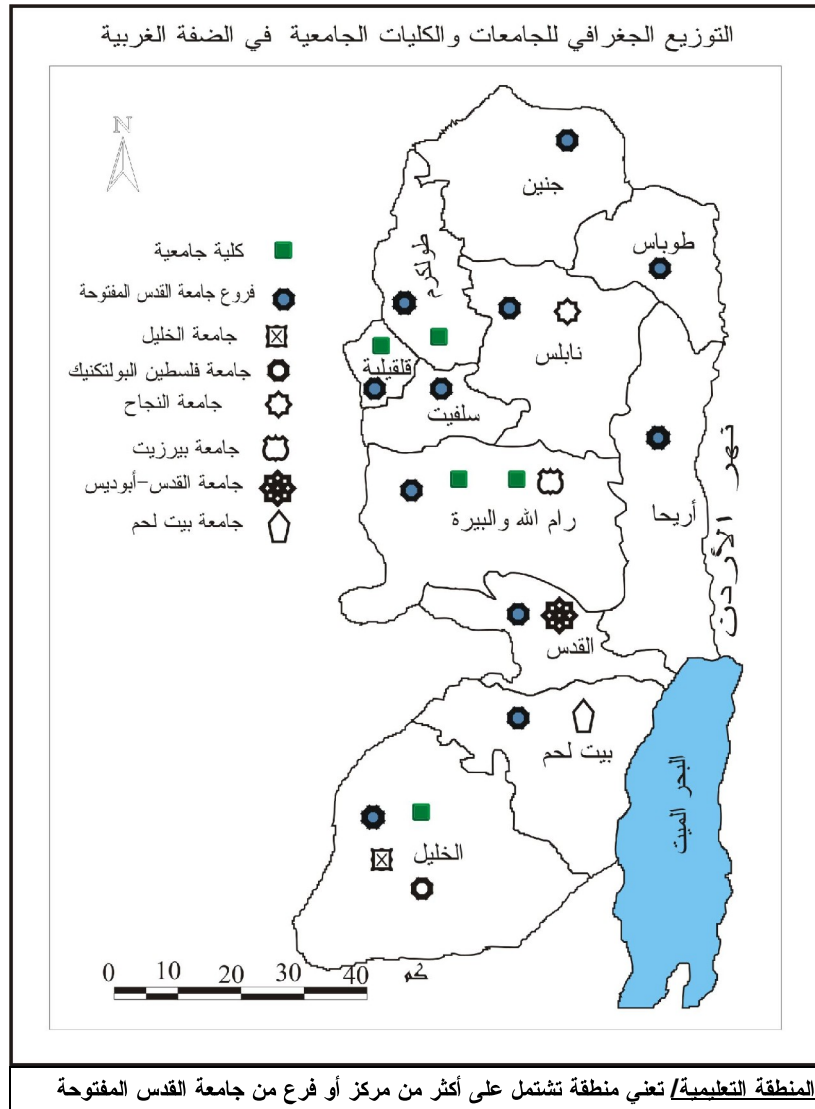 التوزيع الجغرافي للجامعات والكليات الجامعية في الضفة الغربية
N
جنين
طوباس
طولكرم
نابلس
قلقيلية
سلفيت
أريحا
رام الله والبيرة
نهر الأردن
القدس
بيت لحم
البحر الميت
الخليل
كلية جامعية
فروع جامعة القدس المفتوحة
جامعة الخليل
جامعة فلسطين البولتكنيك
جامعة النجاح
جامعة بيرزيت
جامعة القدس-أبوديس
جامعة بيت لحم
0 10 20 30 40 كم²
المنطقة التعليمية/ تعني منطقة تشتمل على أكثر من مركز أو فرع من جامعة القدس المفتوحة